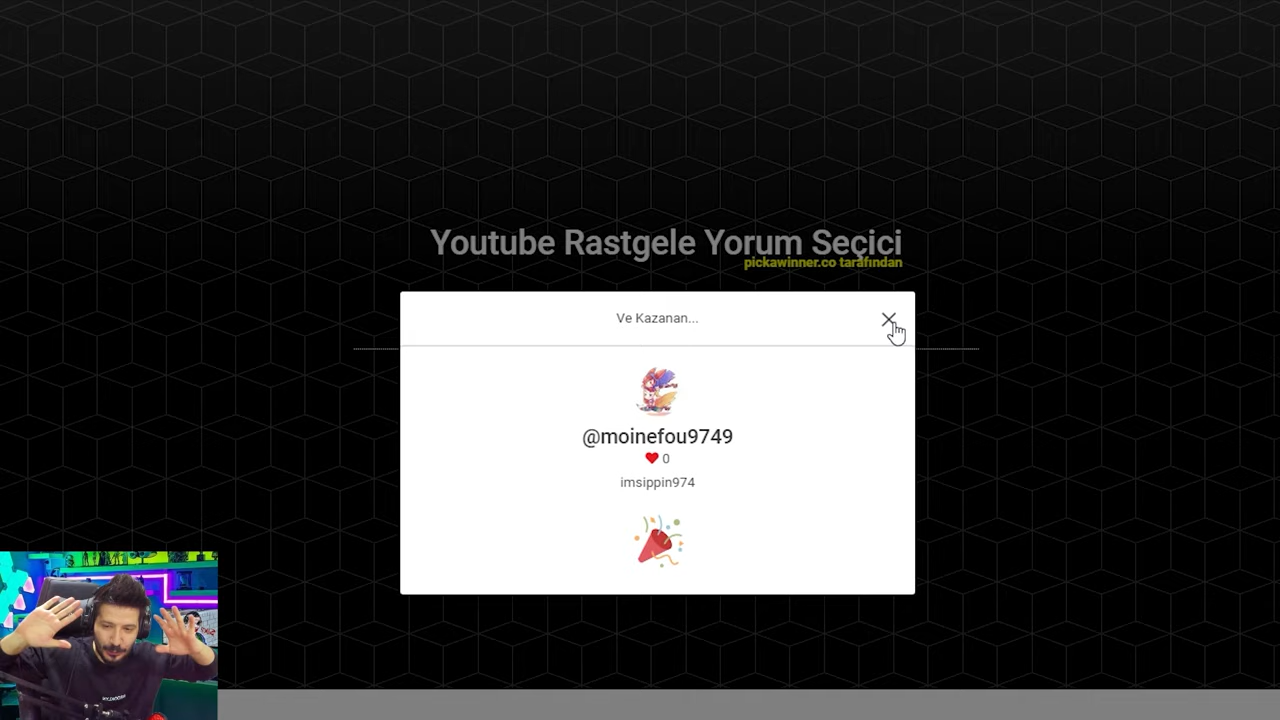 Youtube Rastgele Yorum Seçici
pickawinner.co tarafından
Ve Kazanan...
@moinefou9749
0
imsippin974